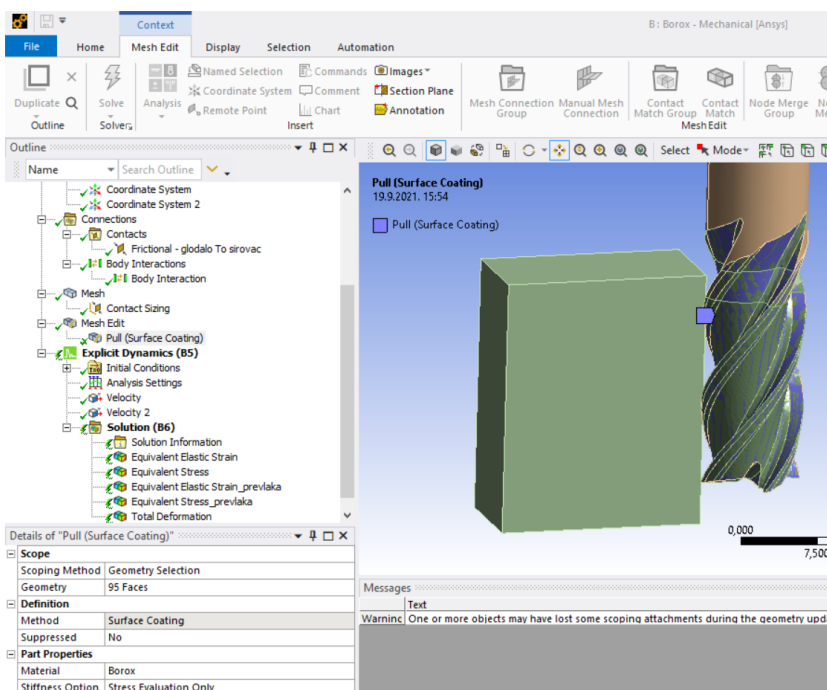 Context
B : Borox - Mechanical [Ansys]
File Home Mesh Edit Display Selection Automation
Duplicate
Outline
Solve
Solvers
Analysis
Named Selection
Coordinate System
Remote Point
Commands
Comment
Chart
Images
Section Plane
Annotation
Insert
Mesh Connection Group
Manual Mesh Connection
Contact Match Group
Contact Match
Node Merge Group
Mesh Edit
Outline
Name Search Outline
Select Mode
Coordinate System
Coordinate System 2
Connections
Contacts
Frictional - glodalo To sirovac
Body Interactions
Body Interaction
Mesh
Contact Sizing
Mesh Edit
Pull (Surface Coating)
Explicit Dynamics (B5)
Initial Conditions
Analysis Settings
Velocity
Velocity 2
Solution (B6)
Solution Information
Equivalent Elastic Strain
Equivalent Stress
Equivalent Elastic Strain_prevlaka
Equivalent Stress_prevlaka
Total Deformation
Details of "Pull (Surface Coating)"
Scope
Scoping Method Geometry Selection
Geometry 95 Faces
Definition
Method Surface Coating
Suppressed No
Part Properties
Material Borox
Stiffness Option Stress Evaluation Only
Pull (Surface Coating)
19.9.2021. 15:54
Pull (Surface Coating)
0,000
7,500
Messages
Text
Warning One or more objects may have lost some scoping attachments during the geometry upd